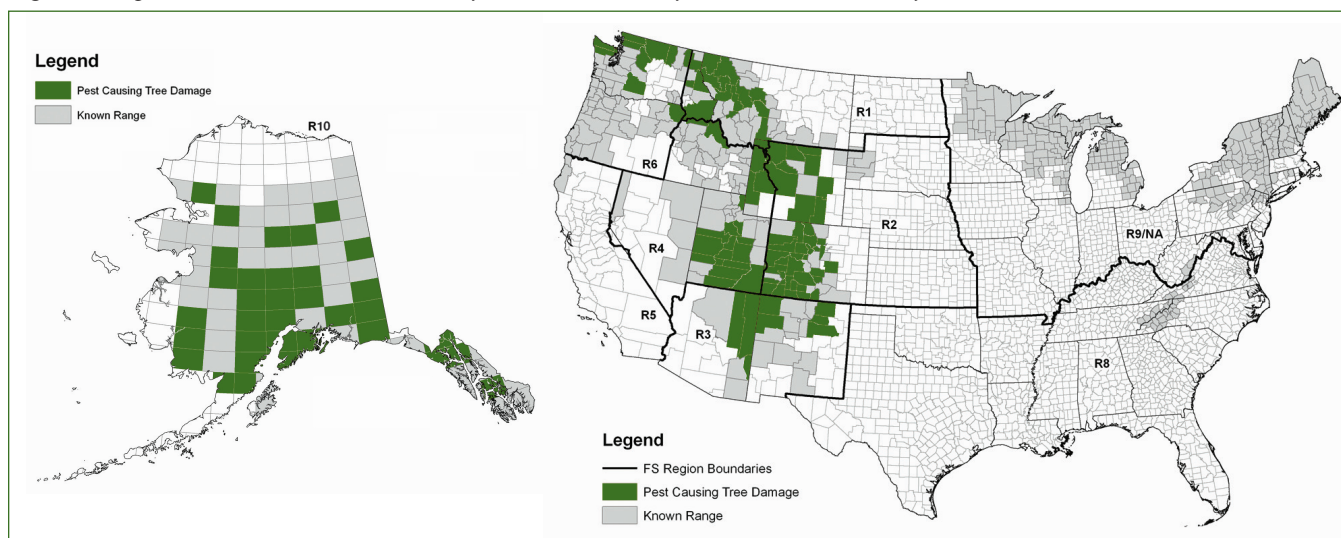 Legend
Pest Causing Tree Damage
Known Range
R10
R1
R6
R2
R4
R9/NA
R5
R3
R8
Legend
FS Region Boundaries
Pest Causing Tree Damage
Known Range